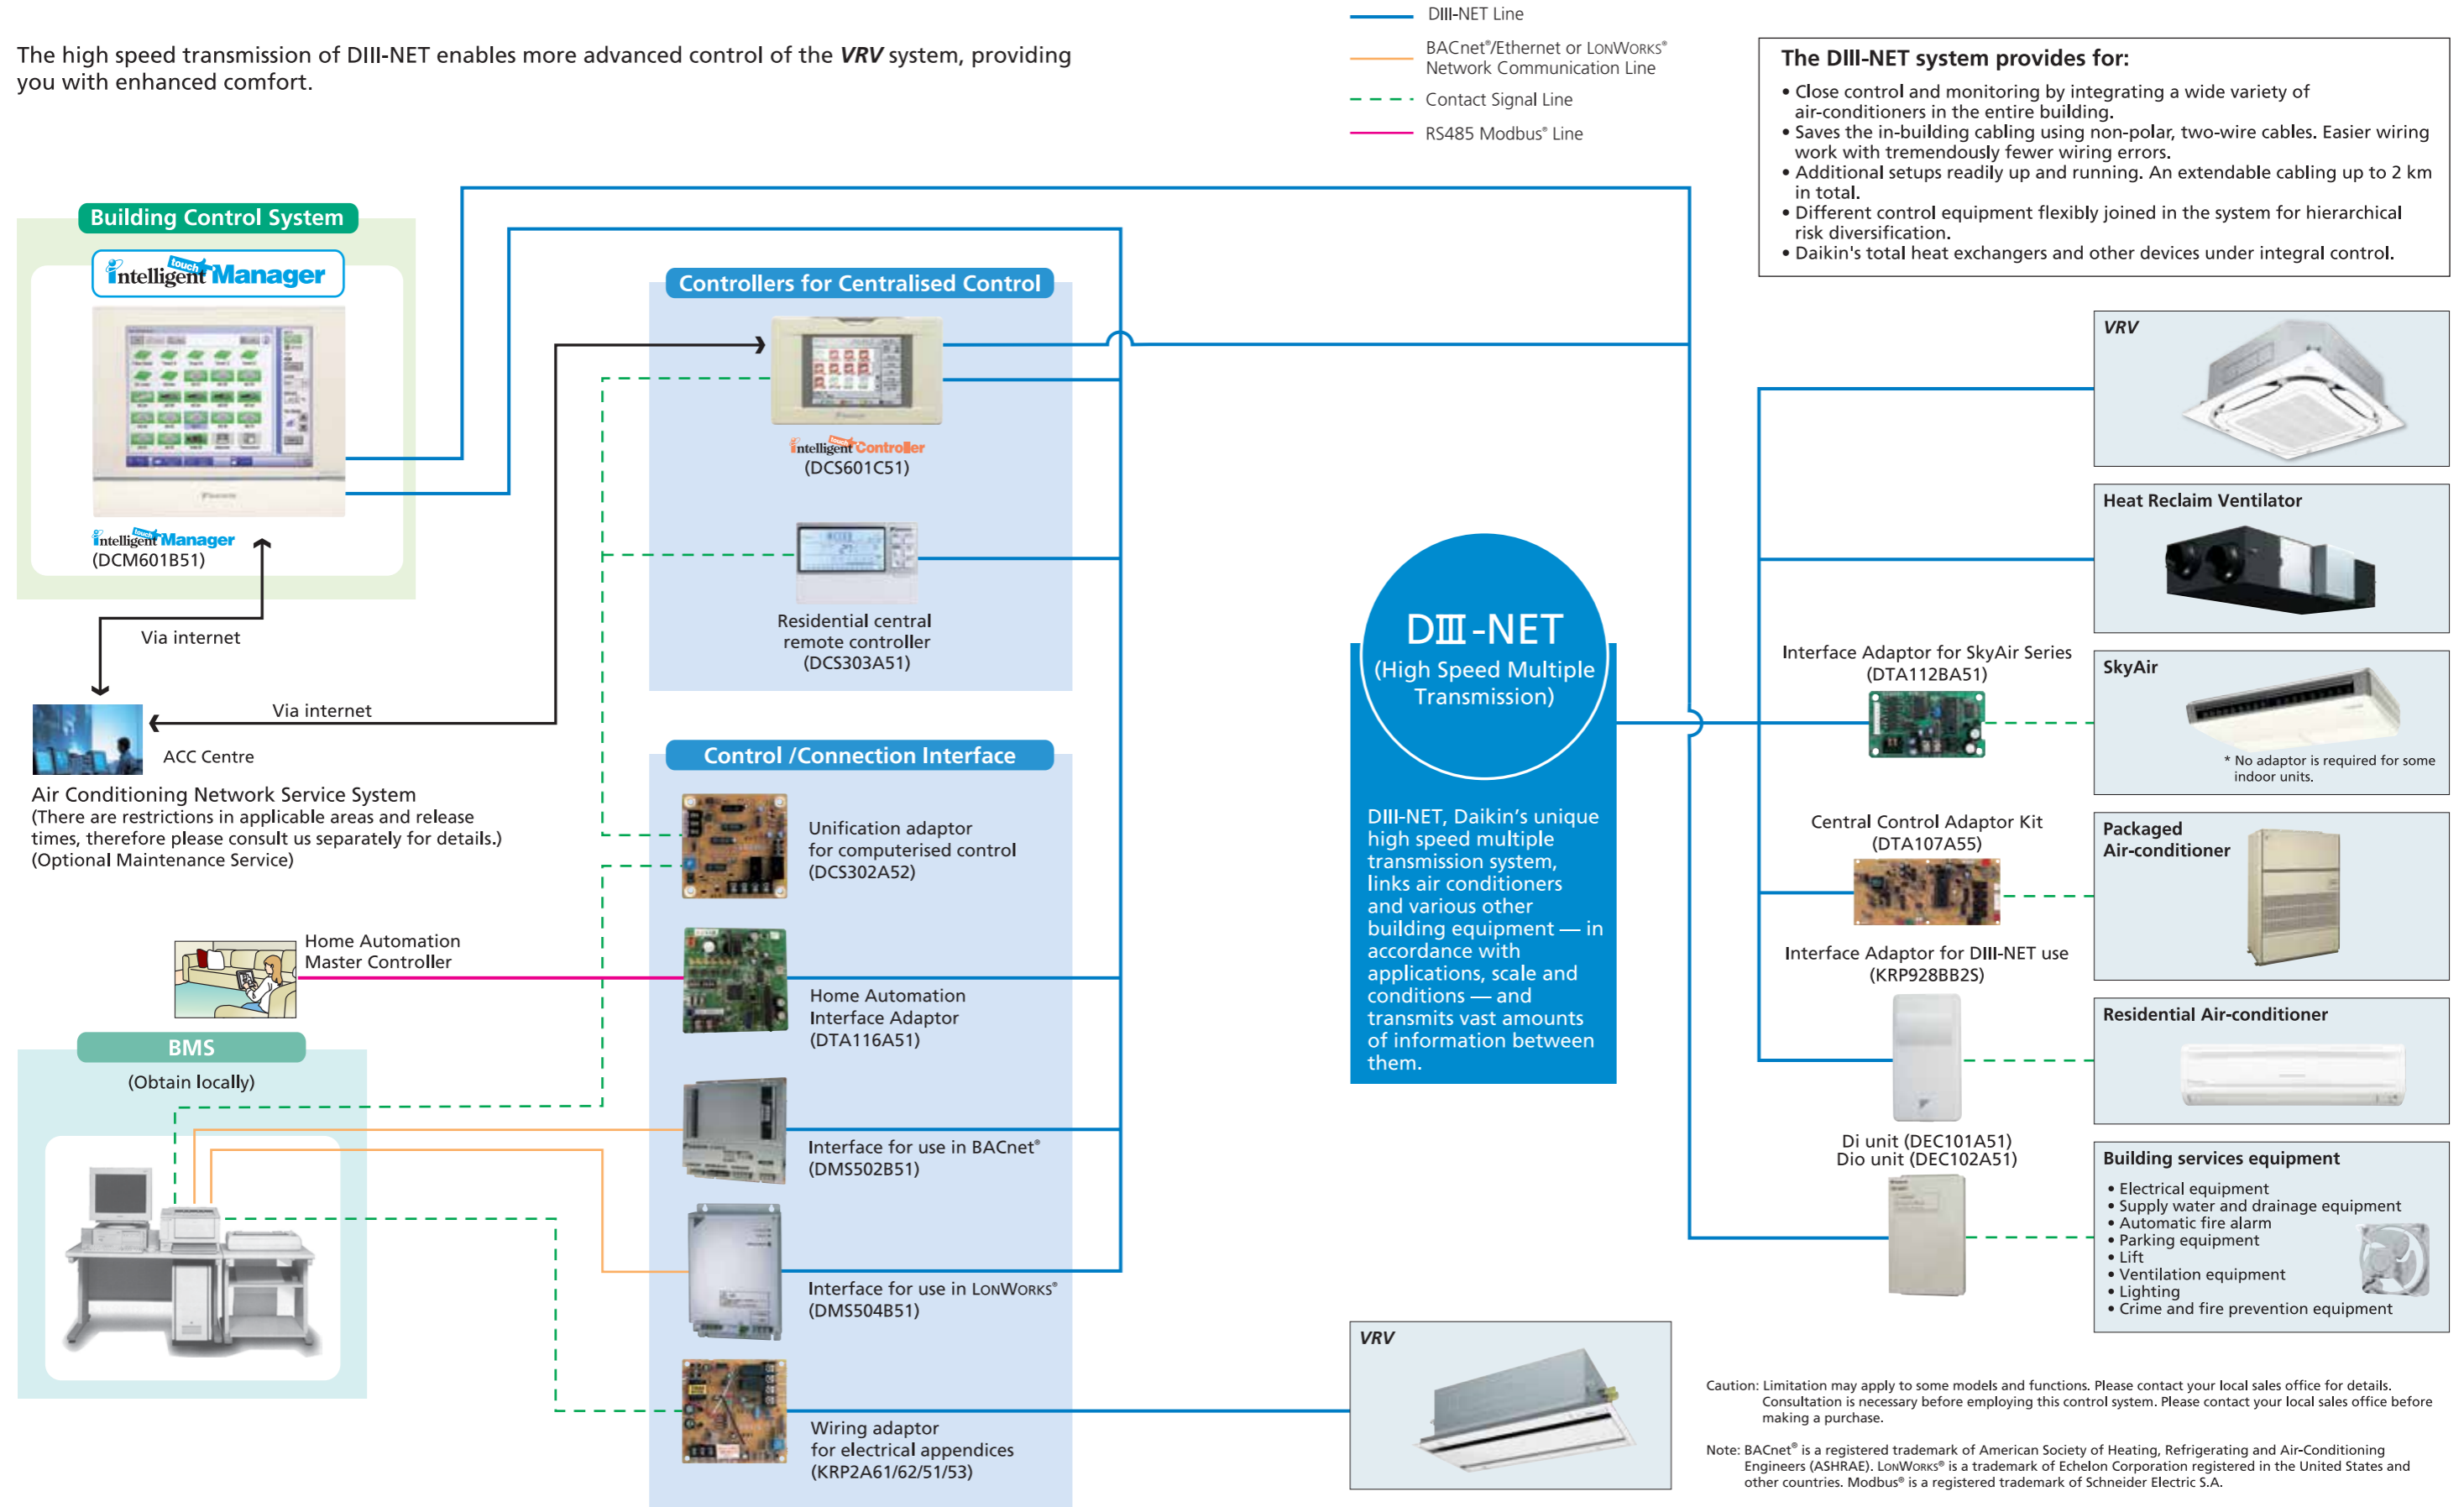 The high speed transmission of DIII-NET enables more advanced control of the VRV system, providing
you with enhanced comfort.
DIII-NET Line
BACnet®/Ethernet or LONWORKS®
Network Communication Line
Contact Signal Line
RS485 Modbus® Line
The DIII-NET system provides for:
• Close control and monitoring by integrating a wide variety of
air-conditioners in the entire building.
• Saves the in-building cabling using non-polar, two-wire cables. Easier wiring
work with tremendously fewer wiring errors.
• Additional setups readily up and running. An extendable cabling up to 2 km
in total.
• Different control equipment flexibly joined in the system for hierarchical
risk diversification.
• Daikin's total heat exchangers and other devices under integral control.
Building Control System
intelligent touch Manager
intelligent touch Manager
(DCM601B51)
Via internet
Via internet
ACC Centre
Air Conditioning Network Service System
(There are restrictions in applicable areas and release
times, therefore please consult us separately for details.)
(Optional Maintenance Service)
Home Automation
Master Controller
BMS
(Obtain locally)
Controllers for Centralised Control
intelligent touch Controller
(DCS601C51)
Residential central
remote controller
(DCS303A51)
Control /Connection Interface
Unification adaptor
for computerised control
(DCS302A52)
Home Automation
Interface Adaptor
(DTA116A51)
Interface for use in BACnet®
(DMS502B51)
Interface for use in LONWORKS®
(DMS504B51)
Wiring adaptor
for electrical appendices
(KRP2A61/62/51/53)
DIII-NET
(High Speed Multiple
Transmission)
DIII-NET, Daikin's unique
high speed multiple
transmission system,
links air conditioners
and various other
building equipment — in
accordance with
applications, scale and
conditions — and
transmits vast amounts
of information between
them.
VRV
VRV
Heat Reclaim Ventilator
Interface Adaptor for SkyAir Series
(DTA112BA51)
SkyAir
* No adaptor is required for some
indoor units.
Central Control Adaptor Kit
(DTA107A55)
Packaged
Air-conditioner
Interface Adaptor for DIII-NET use
(KRP928BB2S)
Residential Air-conditioner
Di unit (DEC101A51)
Dio unit (DEC102A51)
Building services equipment
• Electrical equipment
• Supply water and drainage equipment
• Automatic fire alarm
• Parking equipment
• Lift
• Ventilation equipment
• Lighting
• Crime and fire prevention equipment
Caution: Limitation may apply to some models and functions. Please contact your local sales office for details.
Consultation is necessary before employing this control system. Please contact your local sales office before
making a purchase.
Note: BACnet® is a registered trademark of American Society of Heating, Refrigerating and Air-Conditioning
Engineers (ASHRAE). LONWORKS® is a trademark of Echelon Corporation registered in the United States and
other countries. Modbus® is a registered trademark of Schneider Electric S.A.